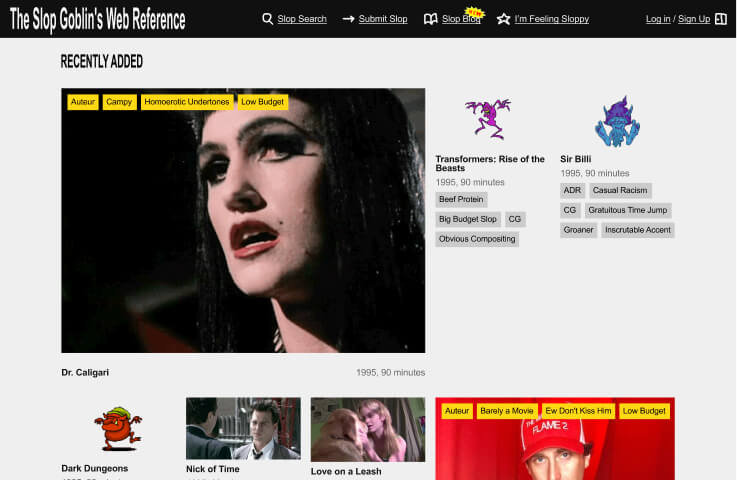 The Slop Goblin's Web Reference
Slop Search
Submit Slop
Slop Blog
I'm Feeling Sloppy
Log in / Sign Up
RECENTLY ADDED
Auteur
Campy
Homoerotic Undertones
Low Budget
Dr. Caligari
1995, 90 minutes
Transformers: Rise of the
Beasts
1995, 90 minutes
Beef Protein
Big Budget Slop
CG
Obvious Compositing
Sir Billi
1995, 90 minutes
ADR
Casual Racism
CG
Gratuitous Time Jump
Groaner
Inscrutable Accent
Dark Dungeons
Nick of Time
Love on a Leash
Auteur
Barely a Movie
Ew Don't Kiss Him
Low Budget
FLAME 2